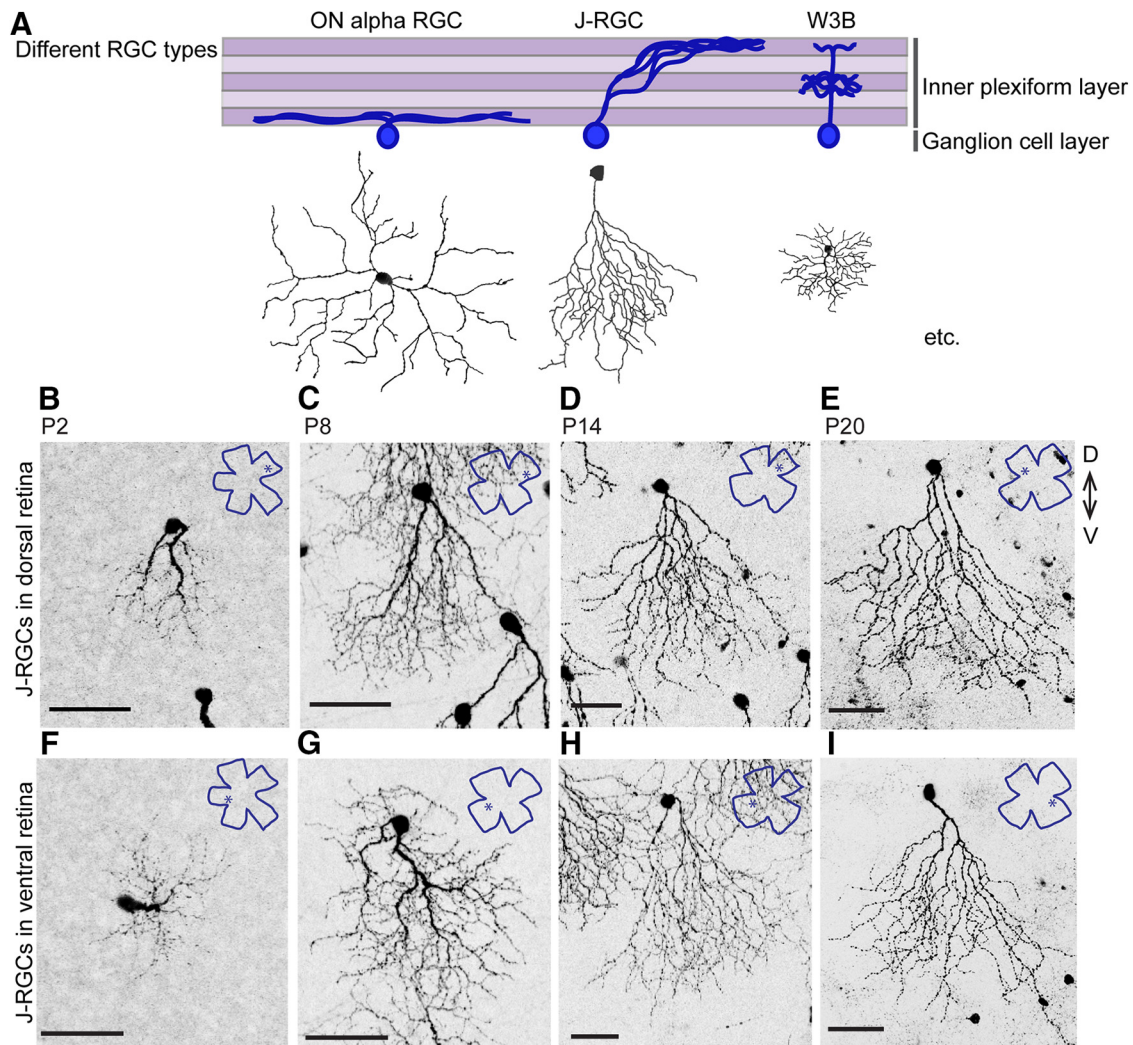 A
ON alpha RGC
J-RGC
W3B
Different RGC types
Inner plexiform layer
Ganglion cell layer
etc.
B
P2
C
P8
D
P14
E
P20
J-RGCs in dorsal retina
*
*
*
*
D
V
F
G
H
I
J-RGCs in ventral retina
*
*
*
*